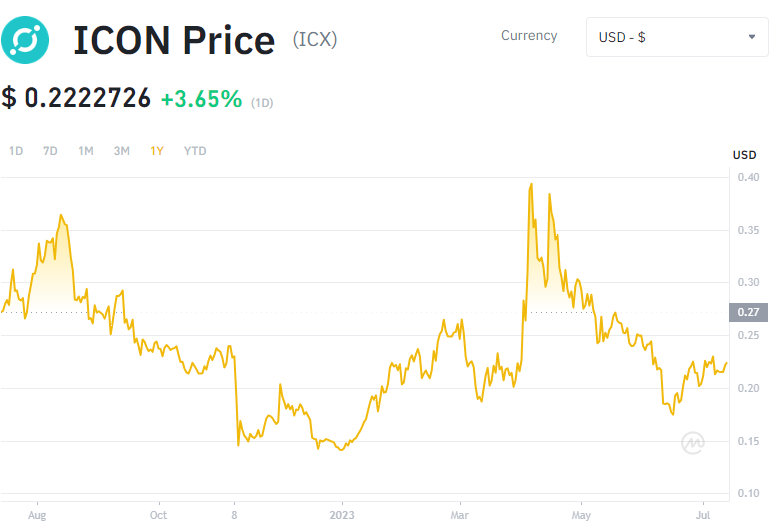 ICON Price (ICX)
Currency
USD - $
$ 0.2222726 +3.65% (1D)
1D 7D 1M 3M 1Y YTD
USD
0.40
0.35
0.30
0.27
0.25
0.20
0.15
0.10
Aug Oct 8 2023 Mar May Jul